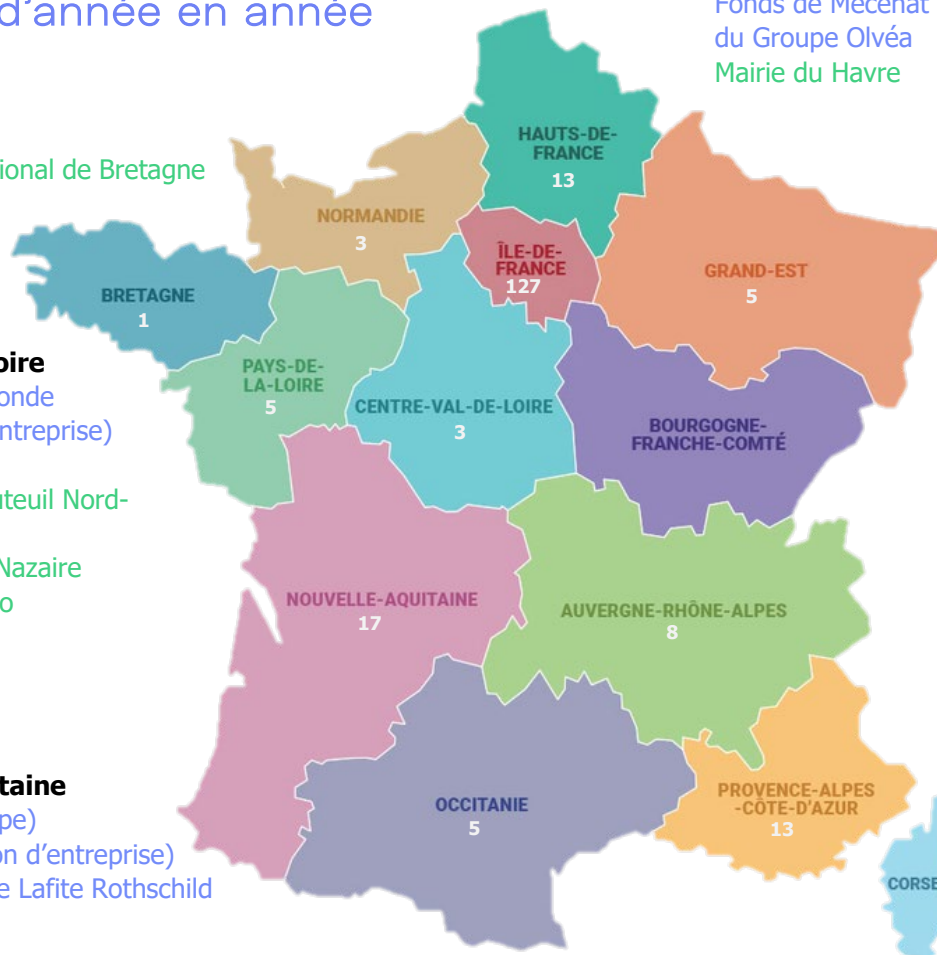 d'année en année
Fonds de Mécénat
du Groupe Olvéa
Mairie du Havre
HAUTS-DE-
FRANCE
13
ional de Bretagne
NORMANDIE
3
ÎLE-DE-
FRANCE
127
GRAND-EST
5
BRETAGNE
1
oire
onde
entreprise)
PAYS-DE-
LA-LOIRE
5
CENTRE-VAL-DE-LOIRE
3
BOURGOGNE-
FRANCHE-COMTÉ
uteuil Nord-
Nazaire
o
NOUVELLE-AQUITAINE
17
AUVERGNE-RHÔNE-ALPES
8
taine
pe)
on d'entreprise)
e Lafite Rothschild
OCCITANIE
5
PROVENCE-ALPES
-CÔTE-D'AZUR
13
CORSE